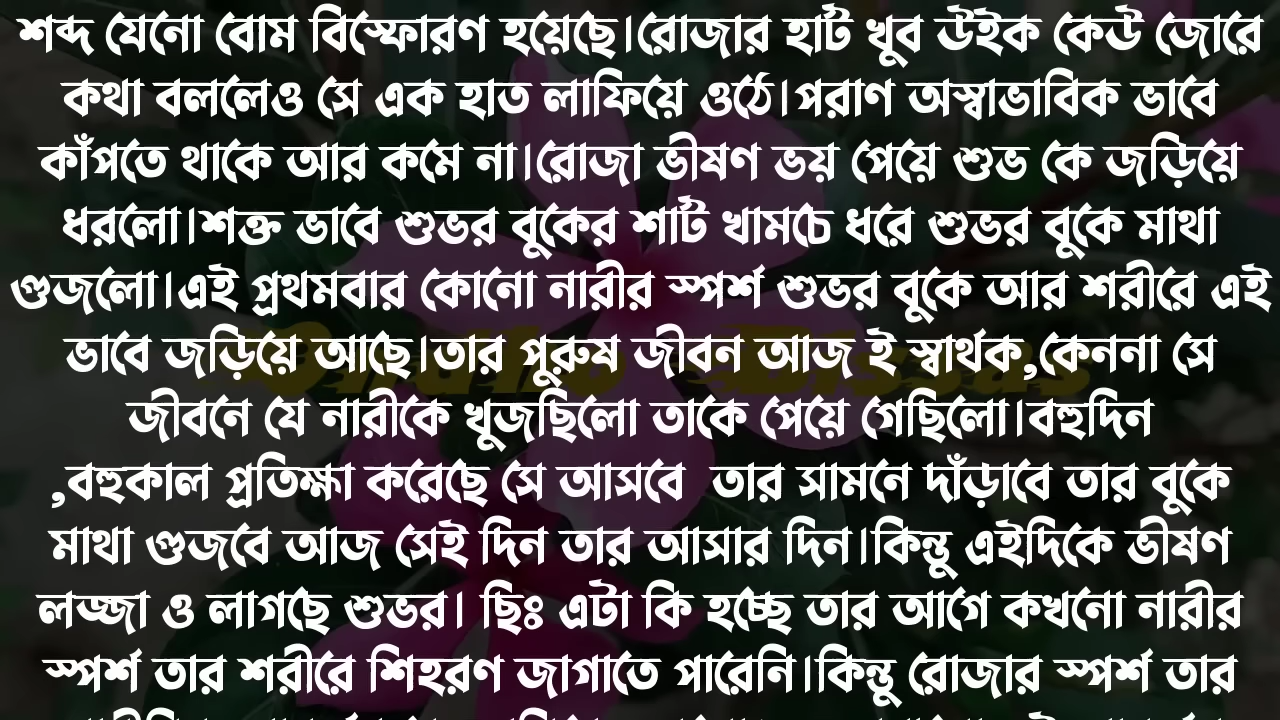 শব্দ যেনো বোম বিস্ফোরণ হয়েছে।রোজার হার্ট খুব উইক কেউ জোরে
কথা বললেও সে এক হাত লাফিয়ে ওঠে।পরাণ অস্বাভাবিক ভাবে
কাঁপতে থাকে আর কমে না।রোজা ভীষণ ভয় পেয়ে শুভ কে জড়িয়ে
ধরলো।শক্ত ভাবে শুভর বুকের শার্ট খামচে ধরে শুভর বুকে মাথা
গুজলো।এই প্রথমবার কোনো নারীর স্পর্শ শুভর বুকে আর শরীরে এই
ভাবে জড়িয়ে আছে।তার পুরুষ জীবন আজ ই স্বার্থক,কেননা সে
জীবনে যে নারীকে খুজছিলো তাকে পেয়ে গেছিলো।বহুদিন
,বহুকাল প্রতিক্ষা করেছে সে আসবে তার সামনে দাঁড়াবে তার বুকে
মাথা গুজবে আজ সেই দিন তার আসার দিন।কিন্তু এইদিকে ভীষণ
লজ্জা ও লাগছে শুভর। ছিঃ এটা কি হচ্ছে তার আগে কখনো নারীর
স্পর্শ তার শরীরে শিহরণ জাগাতে পারেনি।কিন্তু রোজার স্পর্শ তার